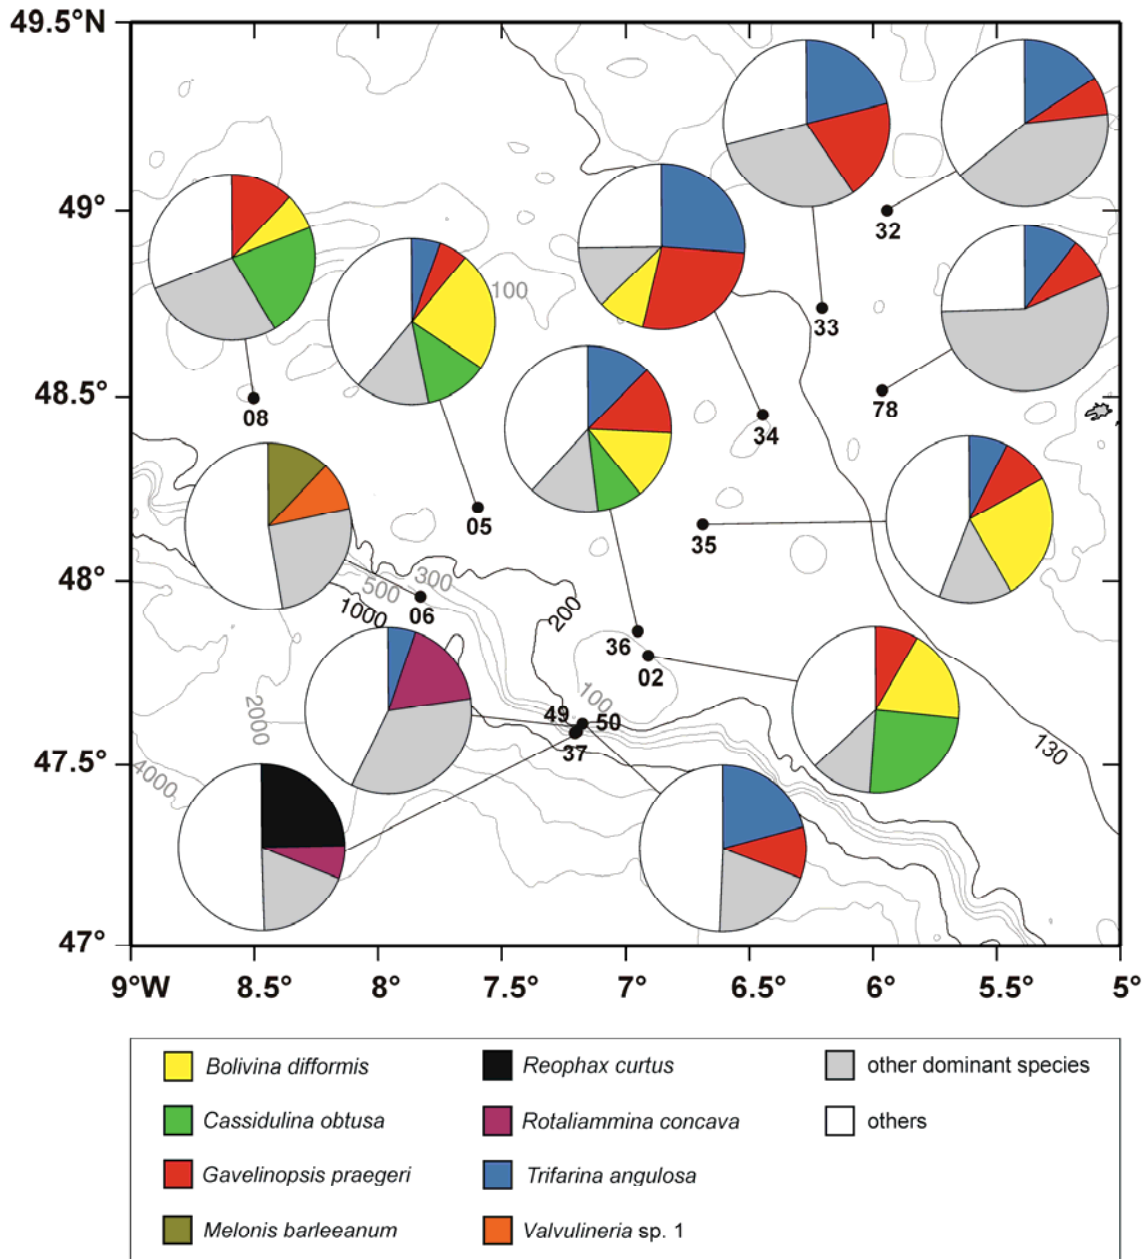 49.5°N
49°
48.5°
48°
47.5°
47°
9°W 8.5° 8° 7.5° 7° 6.5° 6° 5.5° 5°
32
100
33
08
78
34
05
35
300
500
1000
06
200
36
02
100
49 50
37
2000
4000
130
Bolivina difformis
Cassidulina obtusa
Gavelinopsis praegeri
Melonis barleeanum
Reophax curtus
Rotaliammina concava
Trifarina angulosa
Valvulineria sp. 1
other dominant species
others